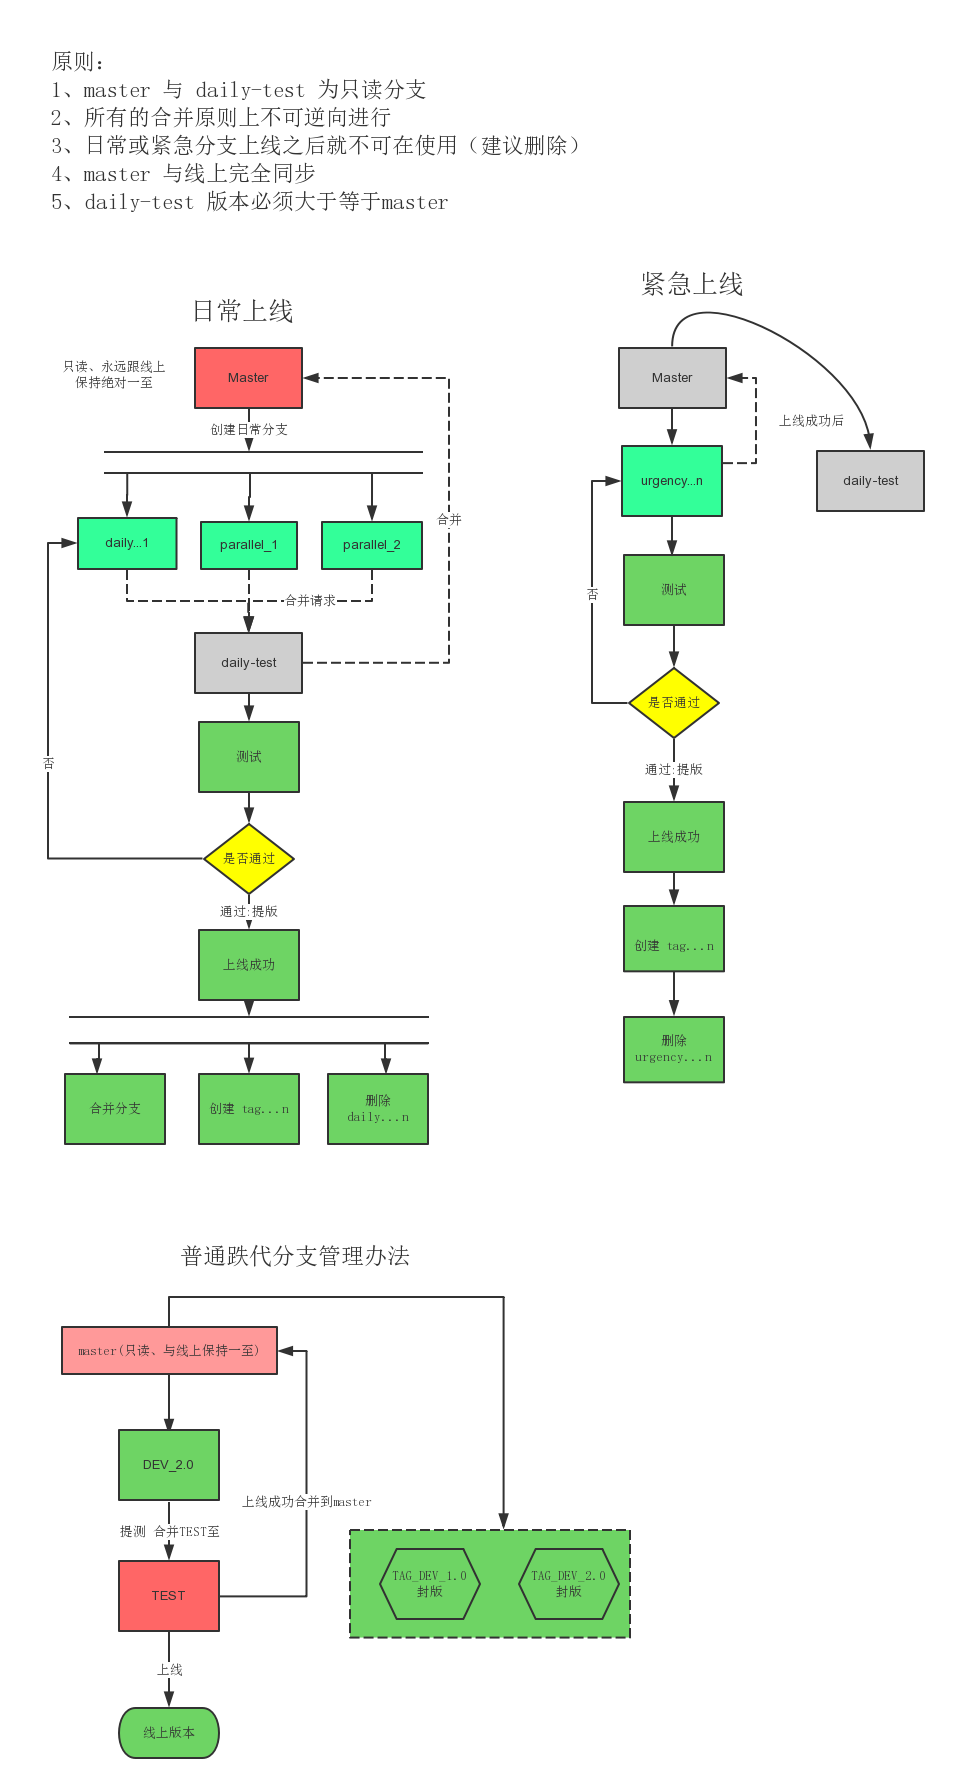 原则：
1、master 与 daily-test 为只读分支
2、所有的合并原则上不可逆向进行
3、日常或紧急分支上线之后就不可在使用（建议删除）
4、master 与线上完全同步
5、daily-test 版本必须大于等于master
日常上线
只读、永远跟线上
保持绝对一至
Master
创建日常分支
daily...1
parallel_1
parallel_2
合并
合并请求
daily-test
测试
否
是否通过
通过:提版
上线成功
合并分支
创建 tag...n
删除
daily...n
紧急上线
Master
上线成功后
daily-test
urgency...n
测试
否
是否通过
通过:提版
上线成功
创建 tag...n
删除
urgency...n
普通跌代分支管理办法
master(只读、与线上保持一至)
DEV_2.0
上线成功合并到master
提测 合并TEST至
TEST
上线
线上版本
TAG_DEV_1.0
封版
TAG_DEV_2.0
封版